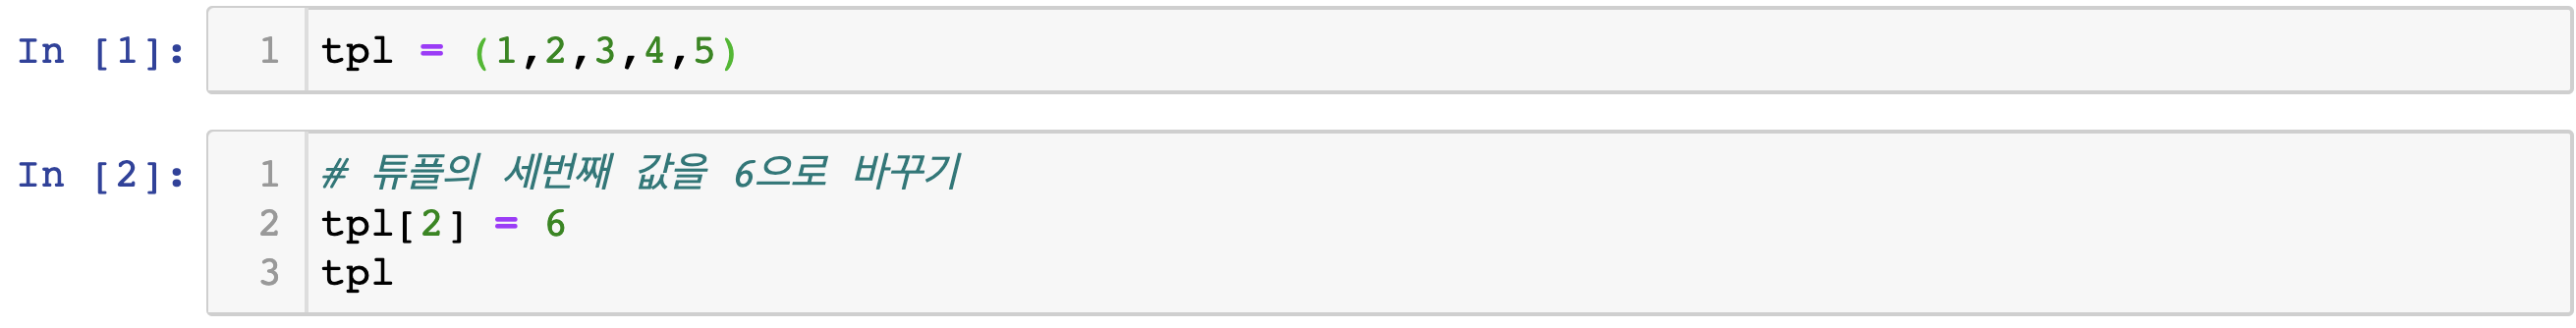 In [1]: 1 tpl = (1,2,3,4,5)
In [2]: 1 # 튜플의 세번째 값을 6으로 바꾸기
2 tpl[2] = 6
3 tpl